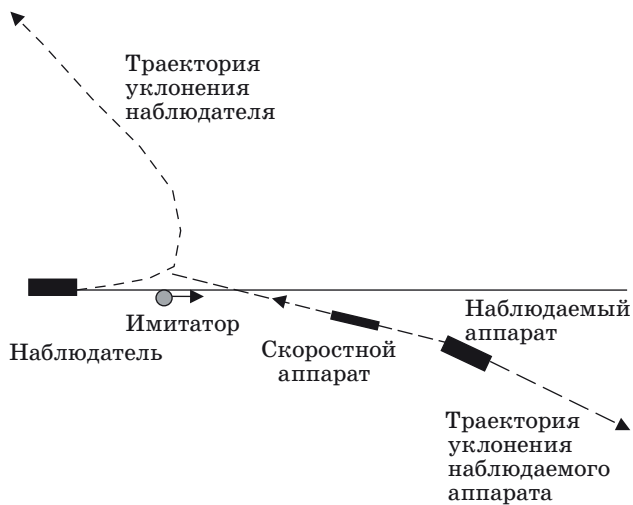 Траектория
уклонения
наблюдателя
Имитатор
Наблюдатель
Скоростной
аппарат
Наблюдаемый
аппарат
Траектория
уклонения
наблюдаемого
аппарата